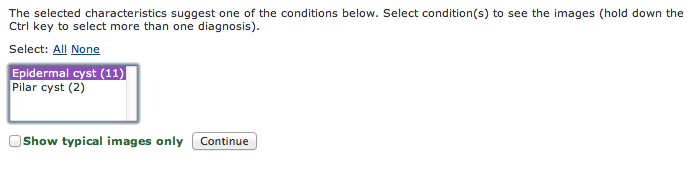 The selected characteristics suggest one of the conditions below. Select condition(s) to see the images (hold down the
Ctrl key to select more than one diagnosis).
Select: All None
Epidermal cyst (11)
Pilar cyst (2)
Show typical images only Continue